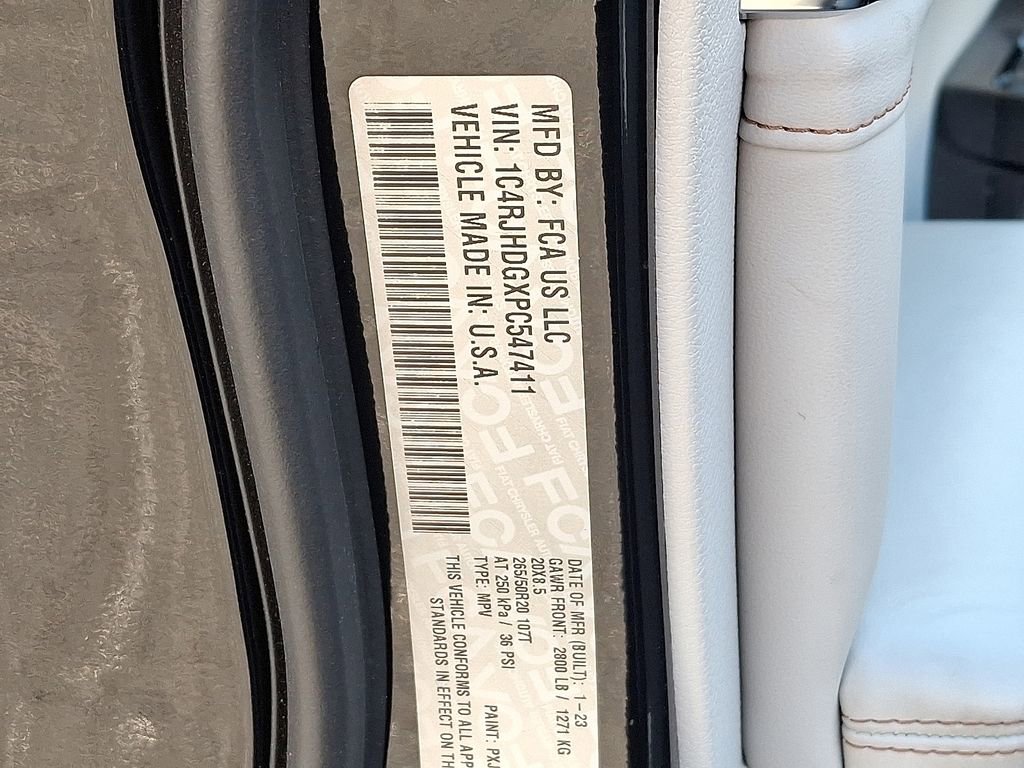 MFD BY: FCA US LLC
VIN: 1C4RJHDGXPC547411
VEHICLE MADE IN: U.S.A.
DATE OF MFR (BUILT): 1-23
GAWR FRONT: 2800 LB / 1271 KG
20X8.5
265/50R20 107T
AT 250 kPa / 36 PSI
TYPE: MPV PAINT: PXJ
THIS VEHICLE CONFORMS TO ALL APP
STANDARDS IN EFFECT ON TH